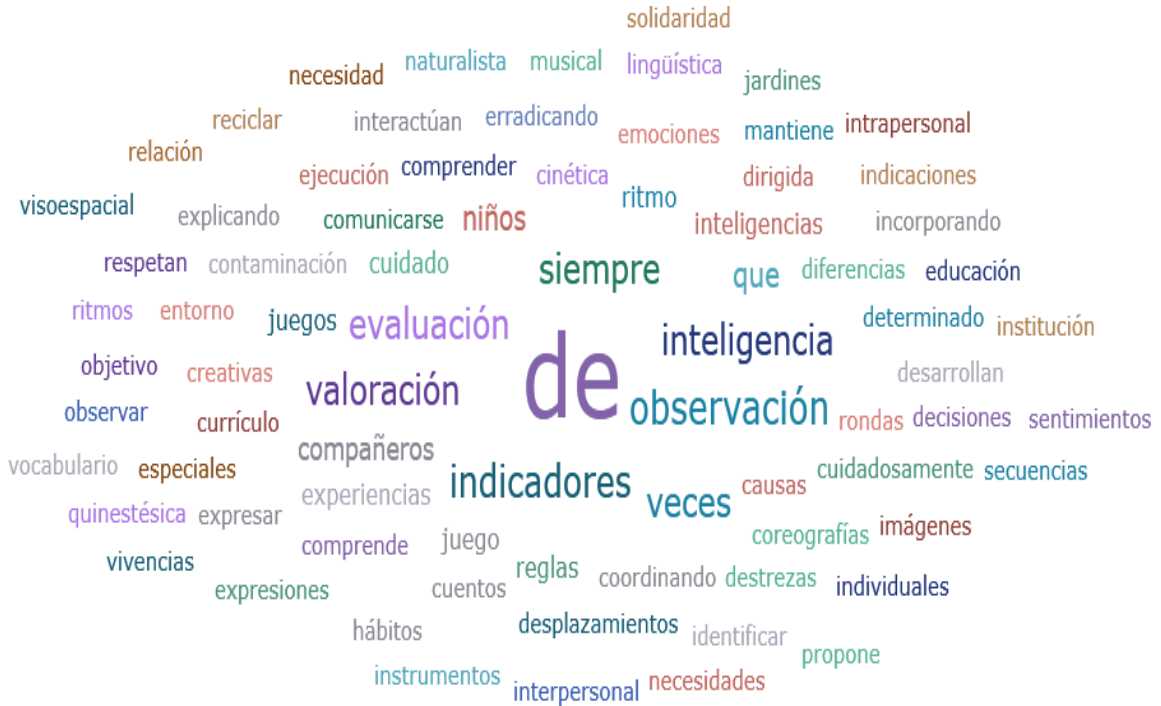 solidaridad
necesidad naturalista musical lingüística jardines
reciclar interactúan erradicando emociones mantiene intrapersonal
relación ejecución comprender cinética dirigida indicaciones
visoespacial explicando comunicarse niños ritmo inteligencias incorporando
respetan contaminación cuidado siempre que diferencias educación
ritmos entorno juegos evaluación inteligencia determinado institución
objetivo creativas valoración de desarrollan
observar currículo observación rondas decisiones sentimientos
vocabulario especiales compañeros indicadores causas cuidadosamente secuencias
quinestésica expresar experiencias veces coreografías imágenes
vivencias comprende juego
expresiones cuentos reglas coordinando destrezas individuales
hábitos desplazamientos identificar propone
instrumentos interpersonal necesidades